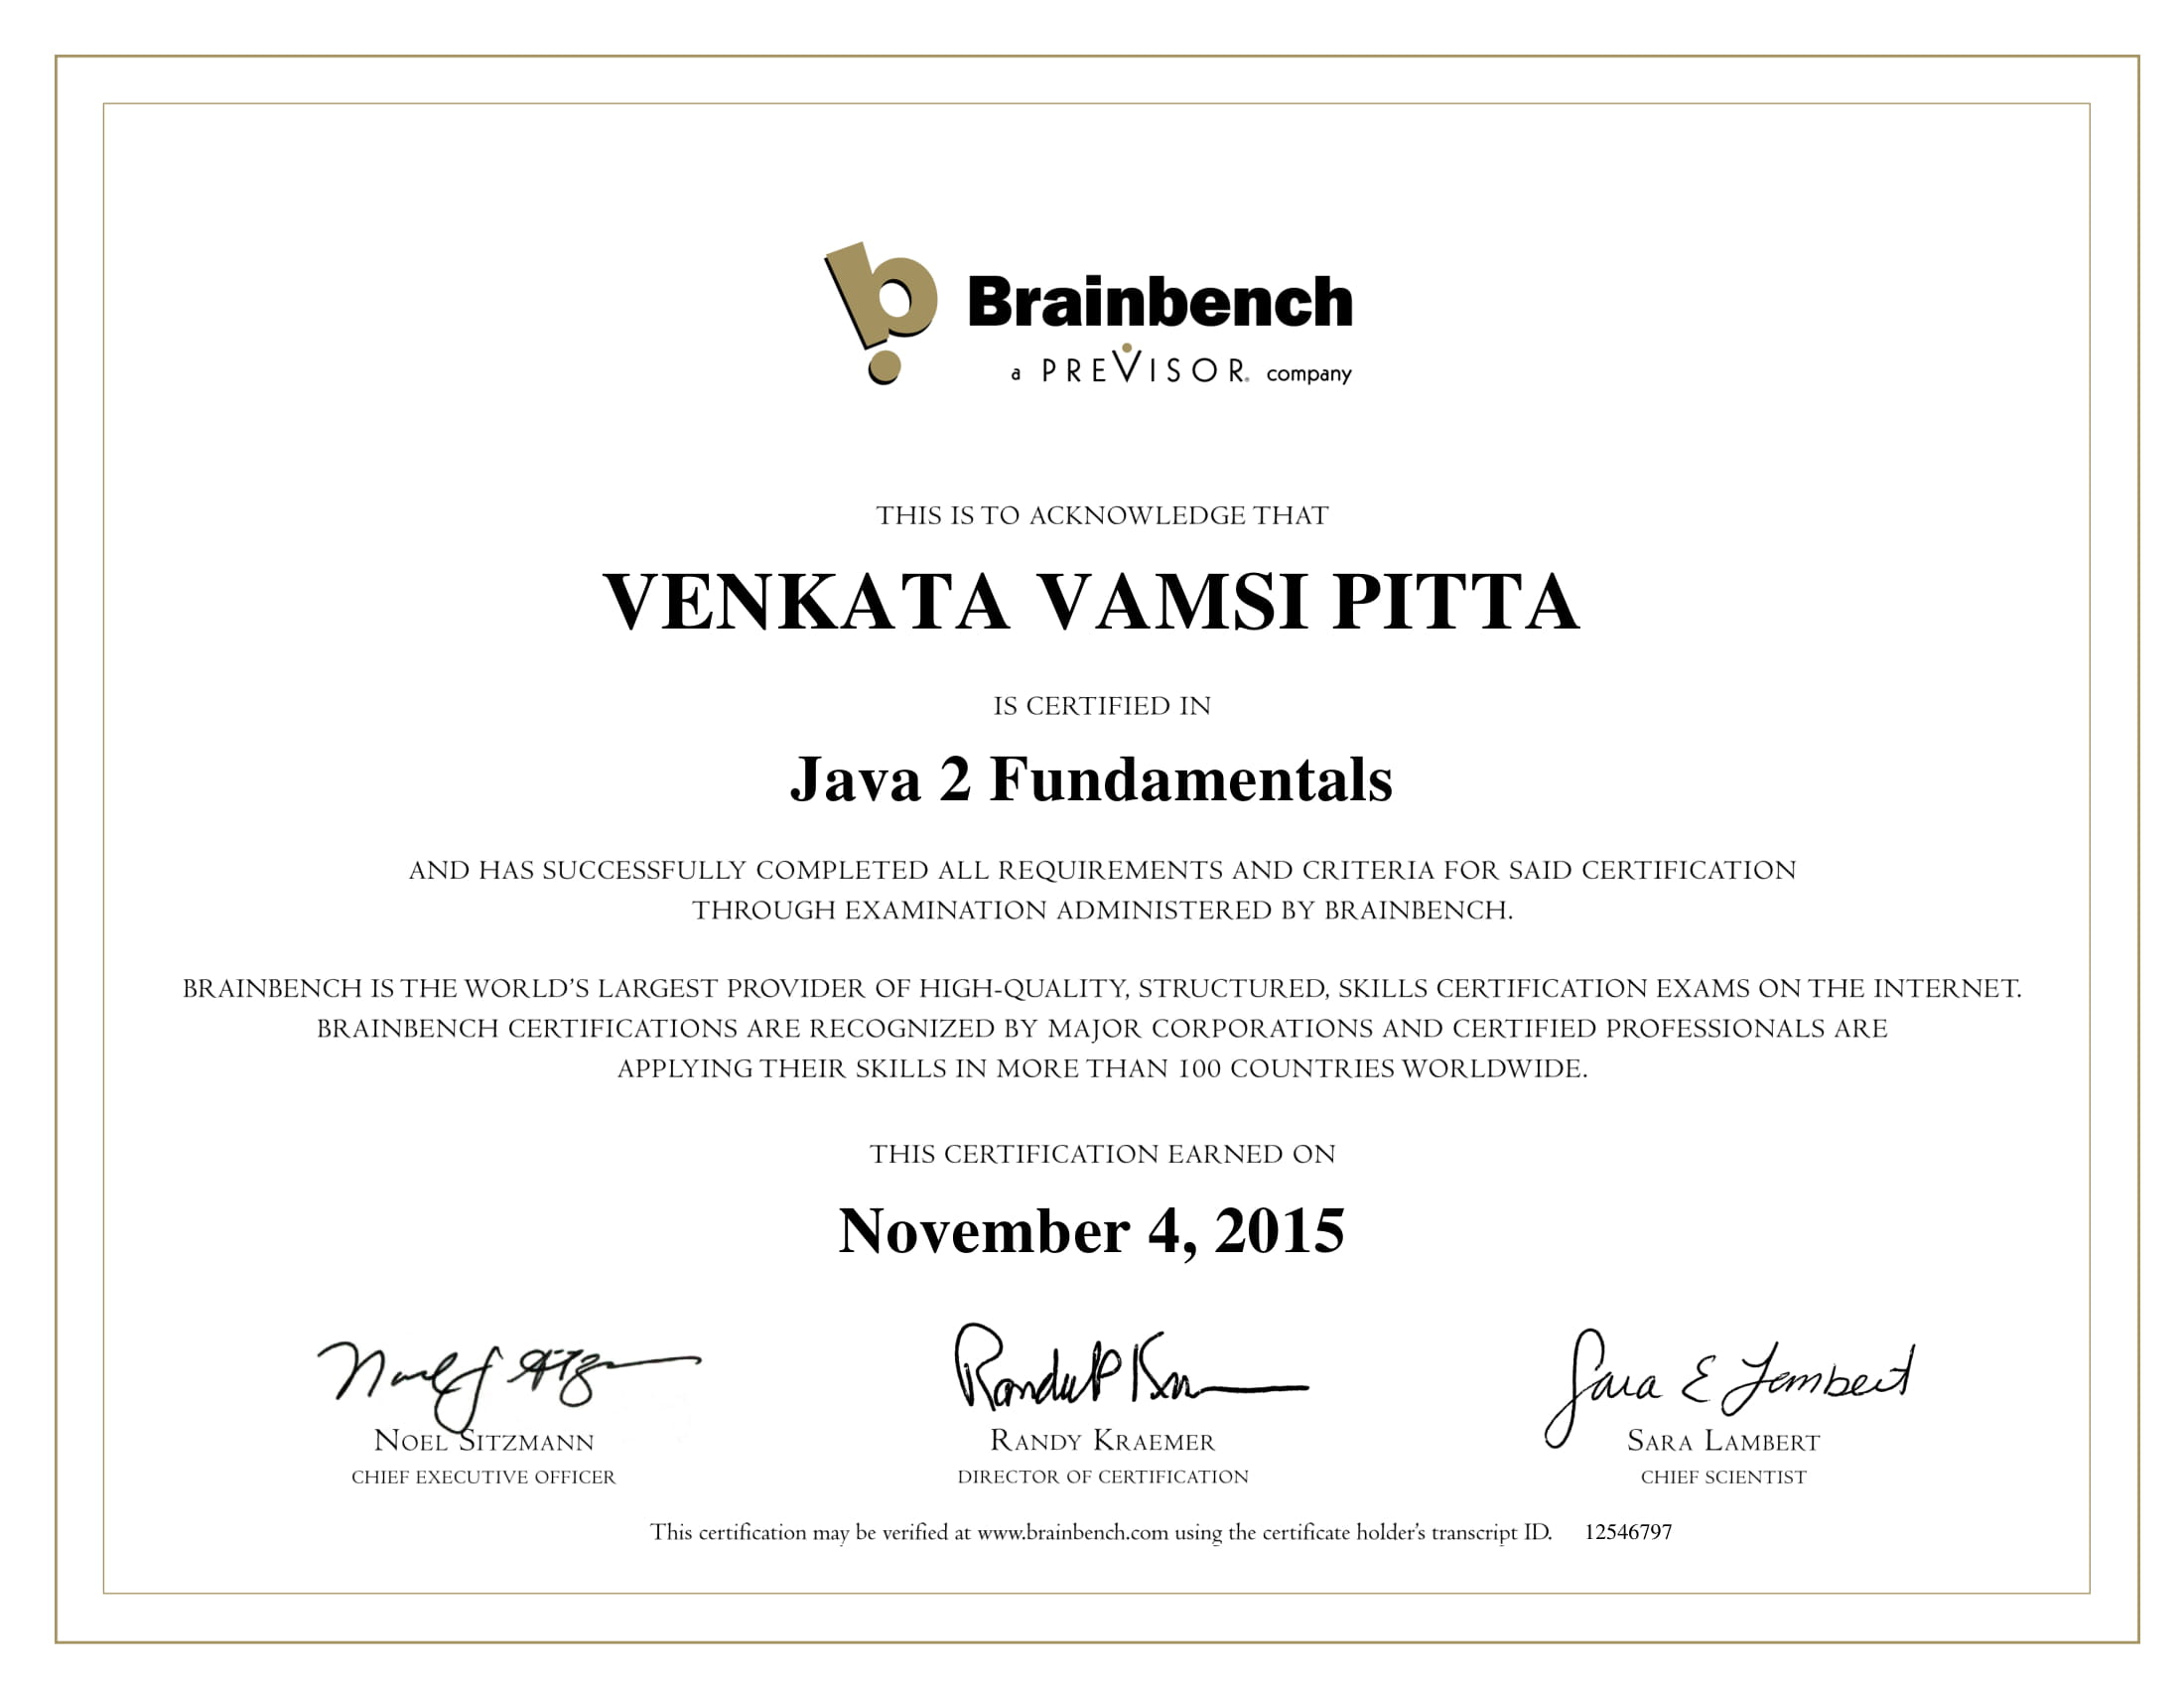 Brainbench
a PREVISOR® company
THIS IS TO ACKNOWLEDGE THAT
VENKATA VAMSI PITTA
IS CERTIFIED IN
Java 2 Fundamentals
AND HAS SUCCESSFULLY COMPLETED ALL REQUIREMENTS AND CRITERIA FOR SAID CERTIFICATION
THROUGH EXAMINATION ADMINISTERED BY BRAINBENCH.
BRAINBENCH IS THE WORLD'S LARGEST PROVIDER OF HIGH-QUALITY, STRUCTURED, SKILLS CERTIFICATION EXAMS ON THE INTERNET.
BRAINBENCH CERTIFICATIONS ARE RECOGNIZED BY MAJOR CORPORATIONS AND CERTIFIED PROFESSIONALS ARE
APPLYING THEIR SKILLS IN MORE THAN 100 COUNTRIES WORLDWIDE.
THIS CERTIFICATION EARNED ON
November 4, 2015
Sara E Lambert
NOEL SITZMANN RANDY KRAEMER SARA LAMBERT
CHIEF EXECUTIVE OFFICER DIRECTOR OF CERTIFICATION CHIEF SCIENTIST
This certification may be verified at www.brainbench.com using the certificate holder's transcript ID. 12546797